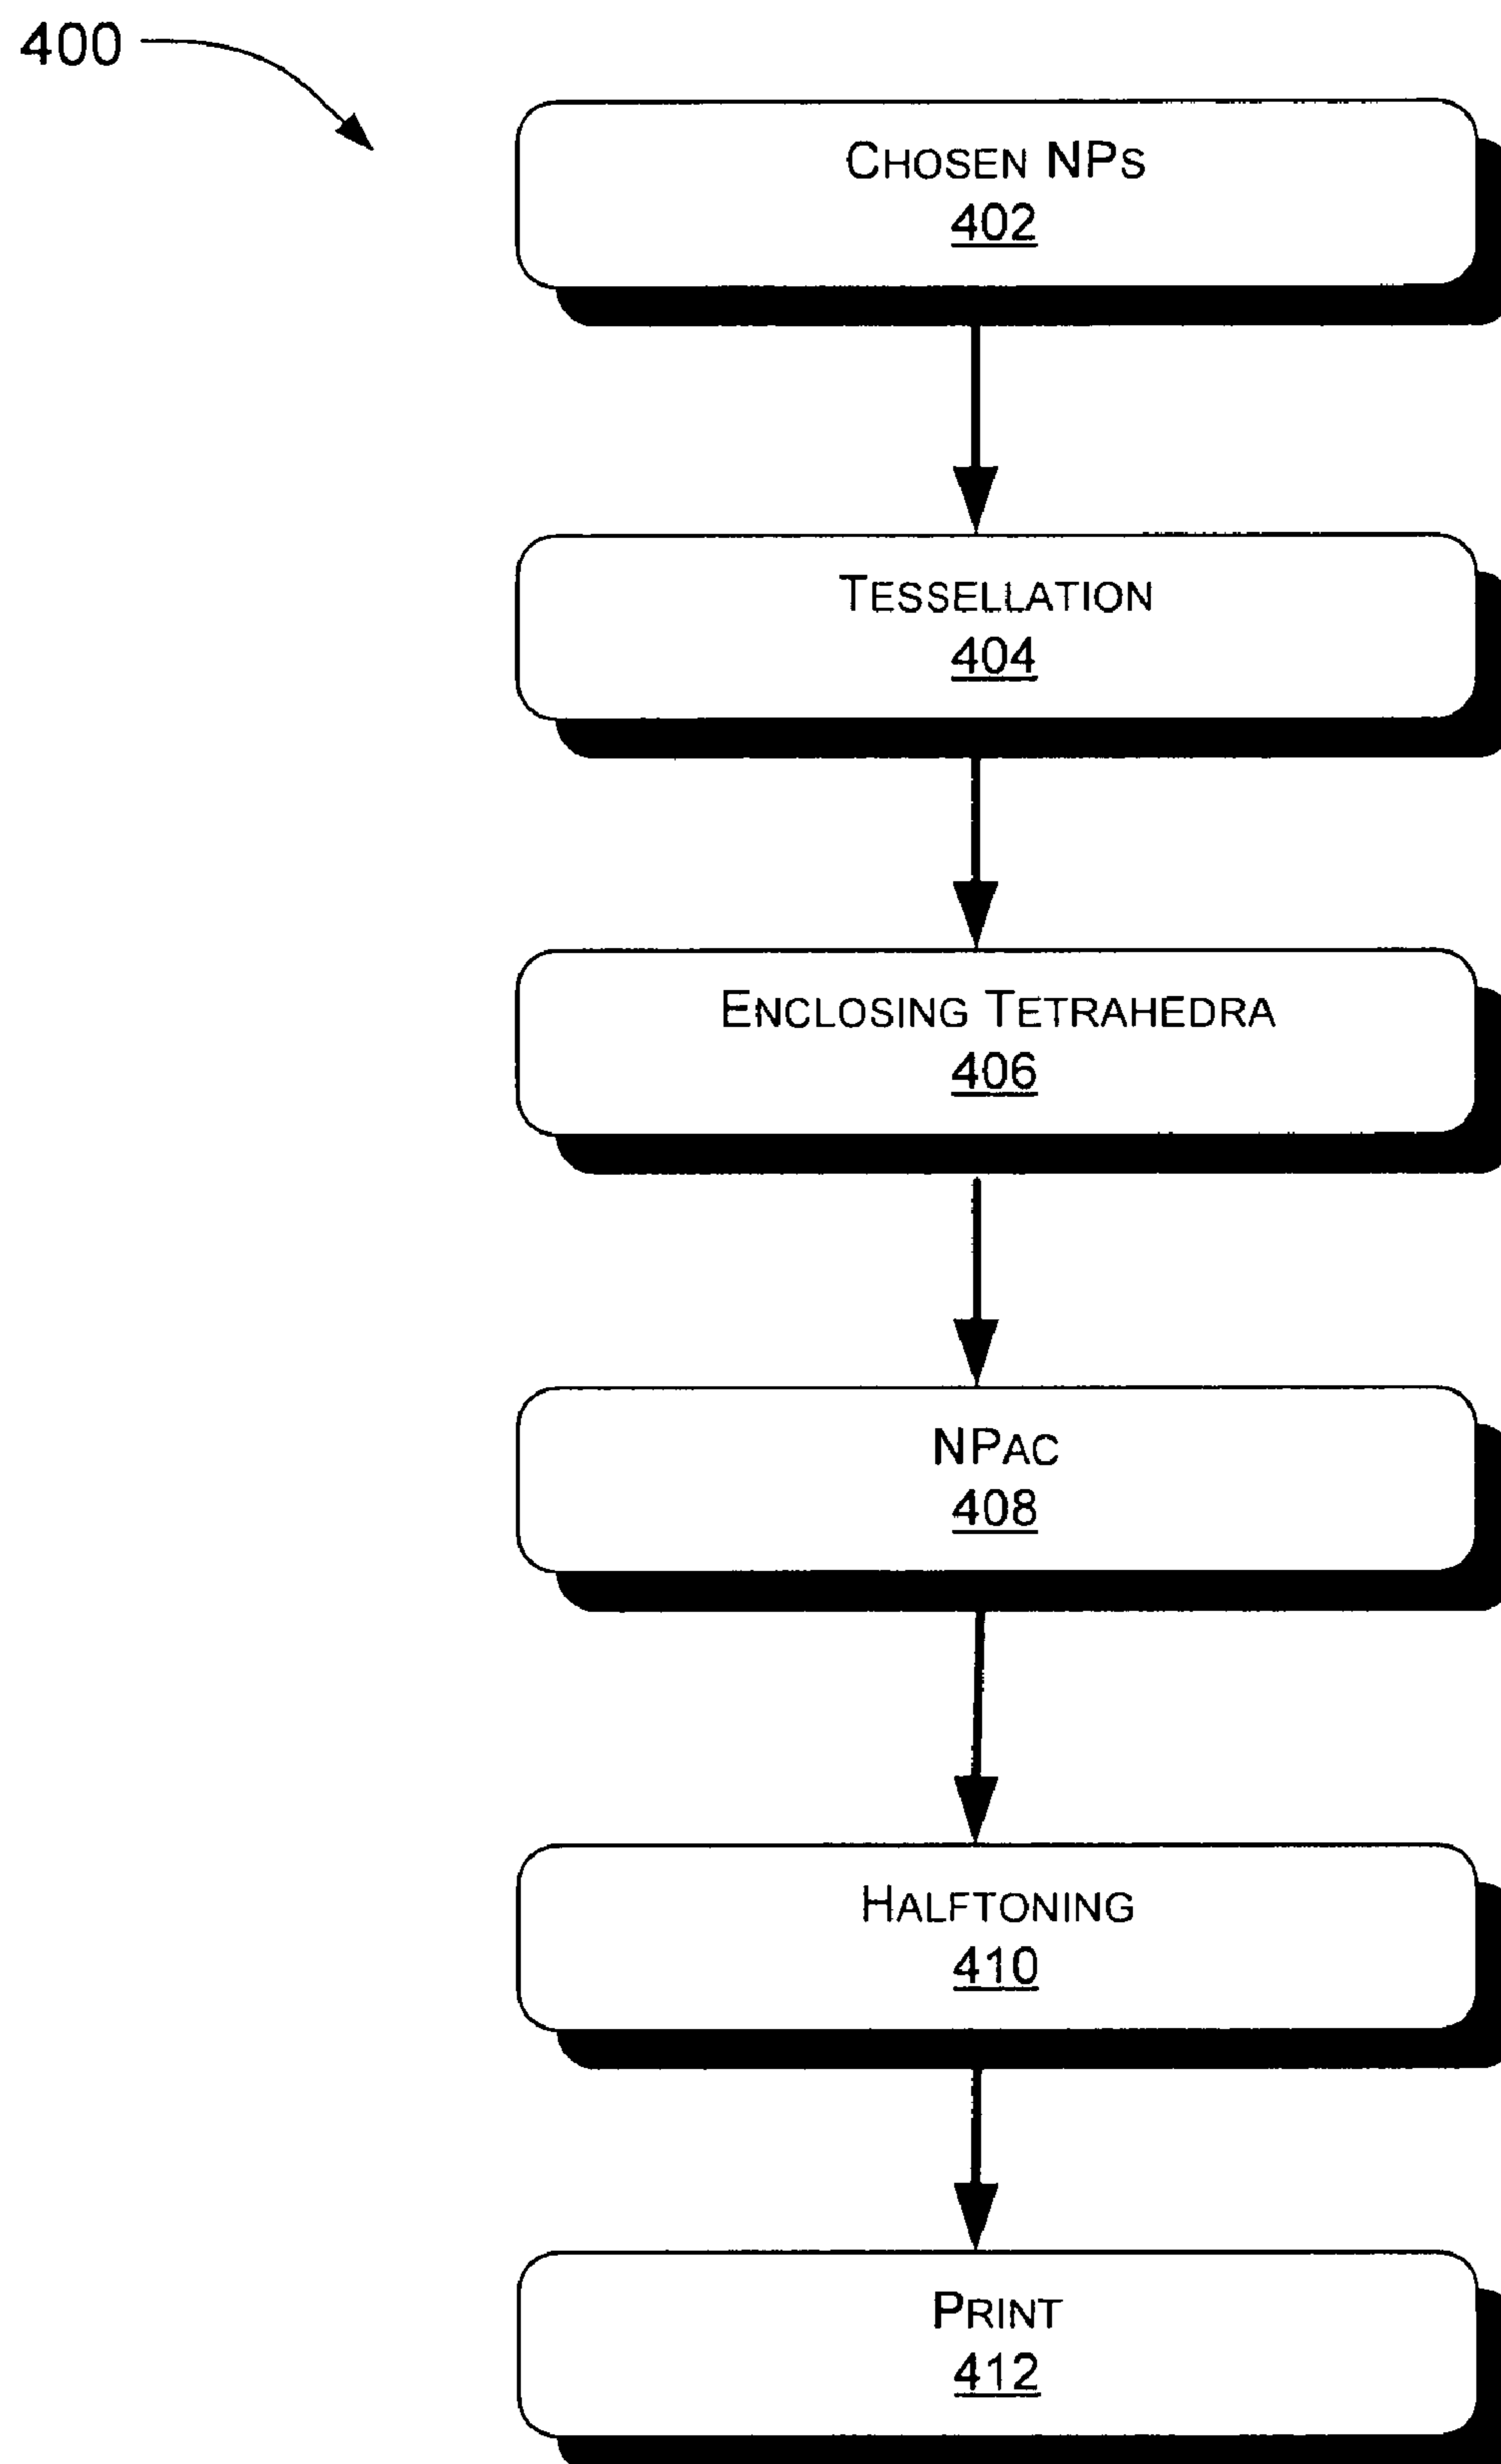 400
CHOSEN NPS
402
TESSELLATION
404
ENCLOSING TETRAHEDRA
406
NPAC
408
HALFTONING
410
PRINT
412